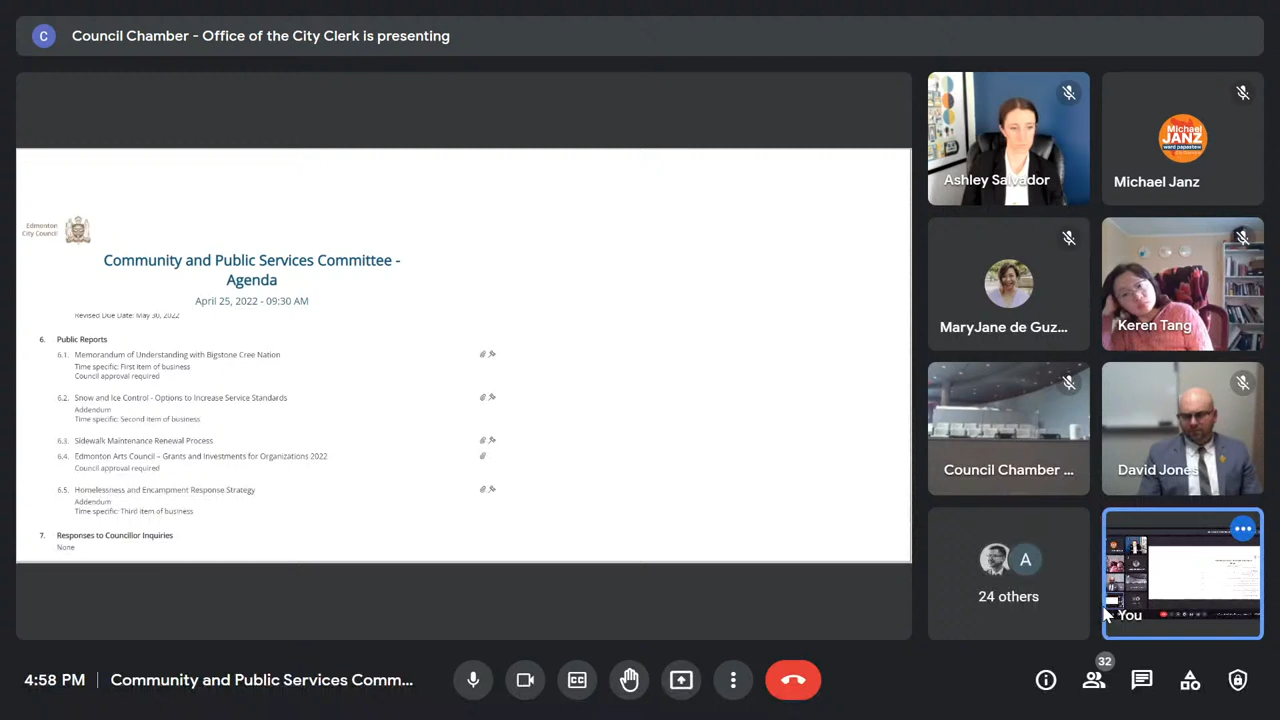 C Council Chamber - Office of the City Clerk is presenting
Edmonton
City Council
Community and Public Services Committee -
Agenda
April 25, 2022 - 09:30 AM
Revised Due Date: May 30, 2022
6. Public Reports
6.1. Memorandum of Understanding with Bigstone Cree Nation
Time specific: First item of business
Council approval required
6.2. Snow and Ice Control - Options to Increase Service Standards
Addendum
Time specific: Second item of business
6.3. Sidewalk Maintenance Renewal Process
6.4. Edmonton Arts Council – Grants and Investments for Organizations 2022
Council approval required
6.5. Homelessness and Encampment Response Strategy
Addendum
Time specific: Third item of business
7. Responses to Councillor Inquiries
None
Ashley Salvador
Michael
JANZ
ward papastew
Michael Janz
MaryJane de Guz...
Keren Tang
Council Chamber ...
David Jones
A
24 others
You
4:58 PM | Community and Public Services Comm...
32